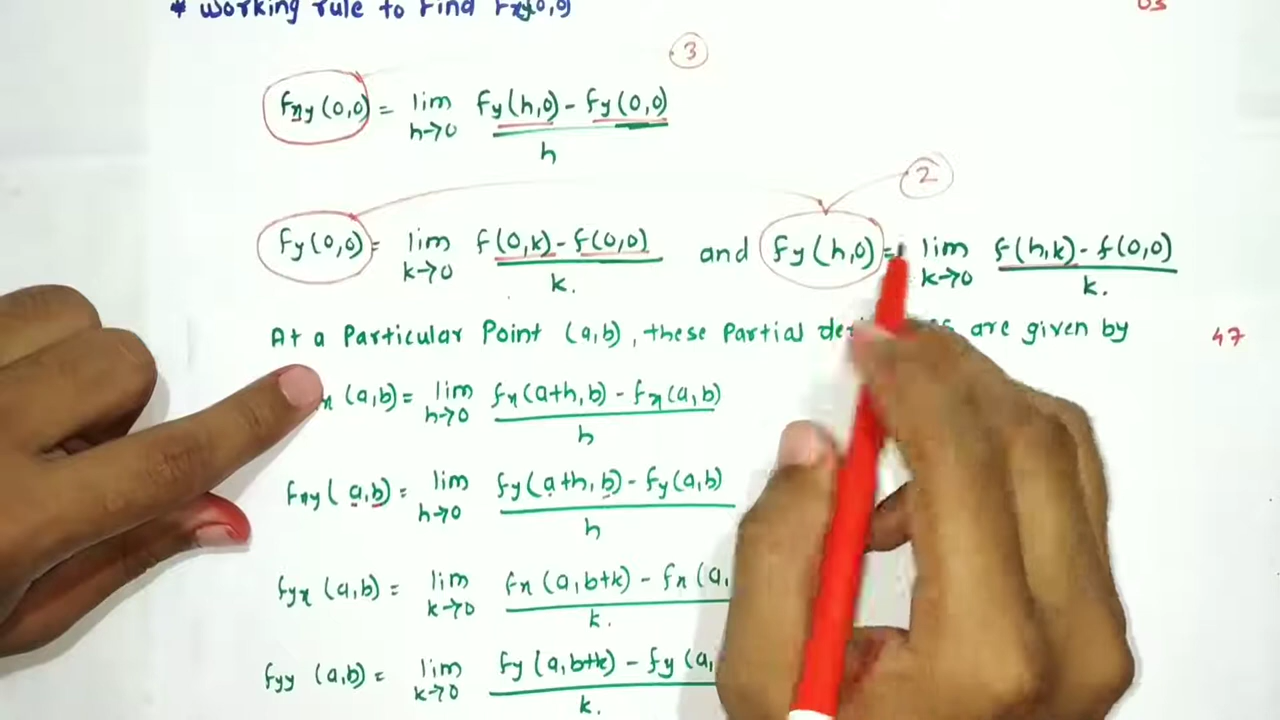 * Working rule to Find Fxy(0,0)
03
3
fxy (0,0) = lim h→0 fy(h,0) - fy(0,0) / h
2
fy(0,0) = lim k→0 f(0,k) - f(0,0) / k. and fy(h,0) = lim k→0 f(h,k) - f(0,0) / k.
At a Particular Point (a,b), these Partial are given by
47
(a,b) = lim h→0 fx(a+h,b) - fx(a,b) / h
fxy (a,b) = lim h→0 fy(a+h,b) - fy(a,b) / h
fyx (a,b) = lim k→0 fx(a,b+k) - fx(a, / k.
fyy (a,b) = lim k→0 fy(a,b+k) - fy(a, / k.